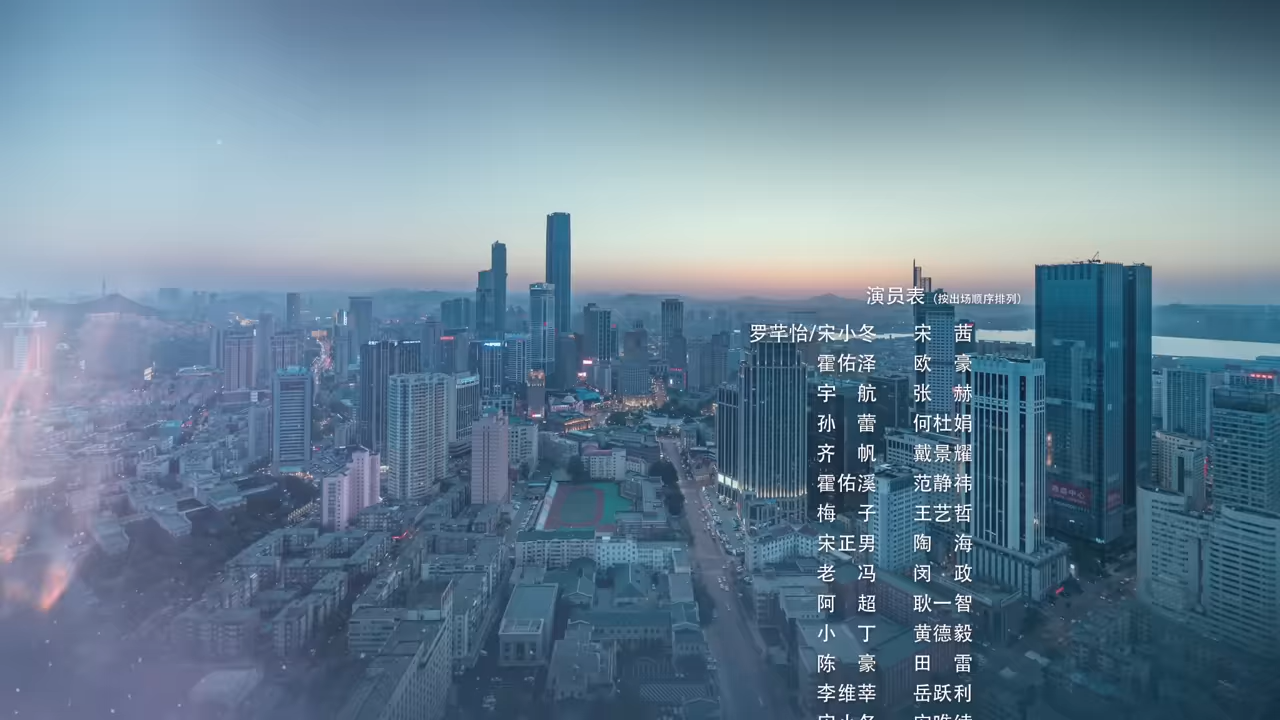 演员表（按出场顺序排列）
罗芊怡/宋小冬 宋茜
霍佑泽 欧豪
宇航 张赫
孙蕾 何杜娟
齐帆 戴景耀
霍佑溪 范静祎
梅子 王艺哲
宋正男 陶海
老冯 闵政
阿超 耿一智
小丁 黄德毅
陈豪 田雷
李维莘 岳跃利